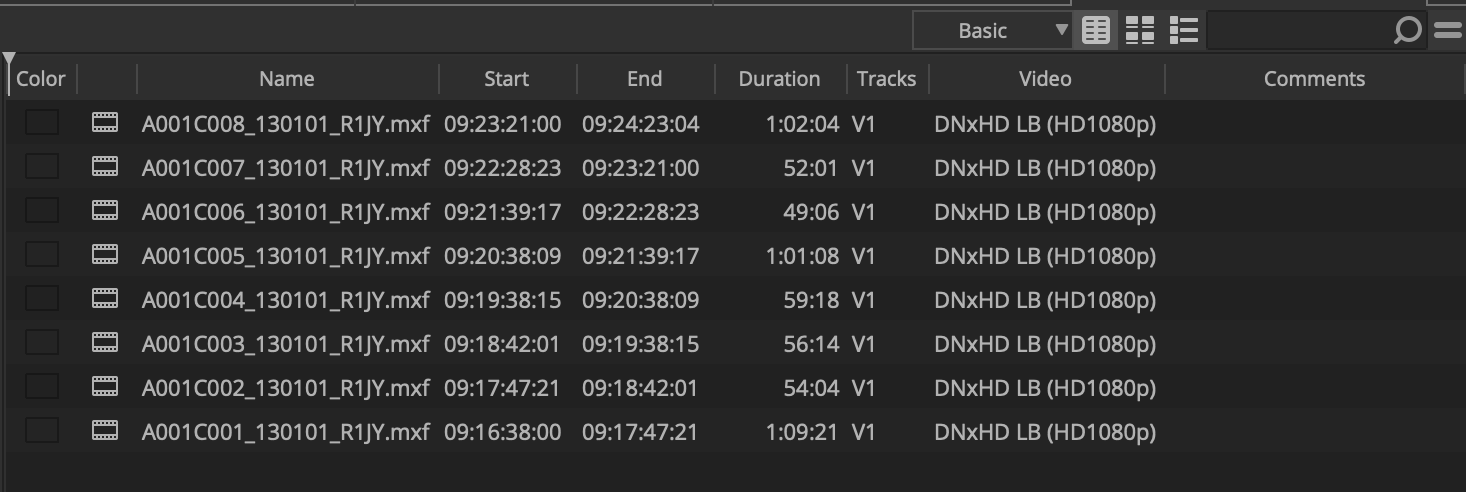 Basic
Color Name Start End Duration Tracks Video Comments
A001C008_130101_R1JY.mxf 09:23:21:00 09:24:23:04 1:02:04 V1 DNxHD LB (HD1080p)
A001C007_130101_R1JY.mxf 09:22:28:23 09:23:21:00 52:01 V1 DNxHD LB (HD1080p)
A001C006_130101_R1JY.mxf 09:21:39:17 09:22:28:23 49:06 V1 DNxHD LB (HD1080p)
A001C005_130101_R1JY.mxf 09:20:38:09 09:21:39:17 1:01:08 V1 DNxHD LB (HD1080p)
A001C004_130101_R1JY.mxf 09:19:38:15 09:20:38:09 59:18 V1 DNxHD LB (HD1080p)
A001C003_130101_R1JY.mxf 09:18:42:01 09:19:38:15 56:14 V1 DNxHD LB (HD1080p)
A001C002_130101_R1JY.mxf 09:17:47:21 09:18:42:01 54:04 V1 DNxHD LB (HD1080p)
A001C001_130101_R1JY.mxf 09:16:38:00 09:17:47:21 1:09:21 V1 DNxHD LB (HD1080p)